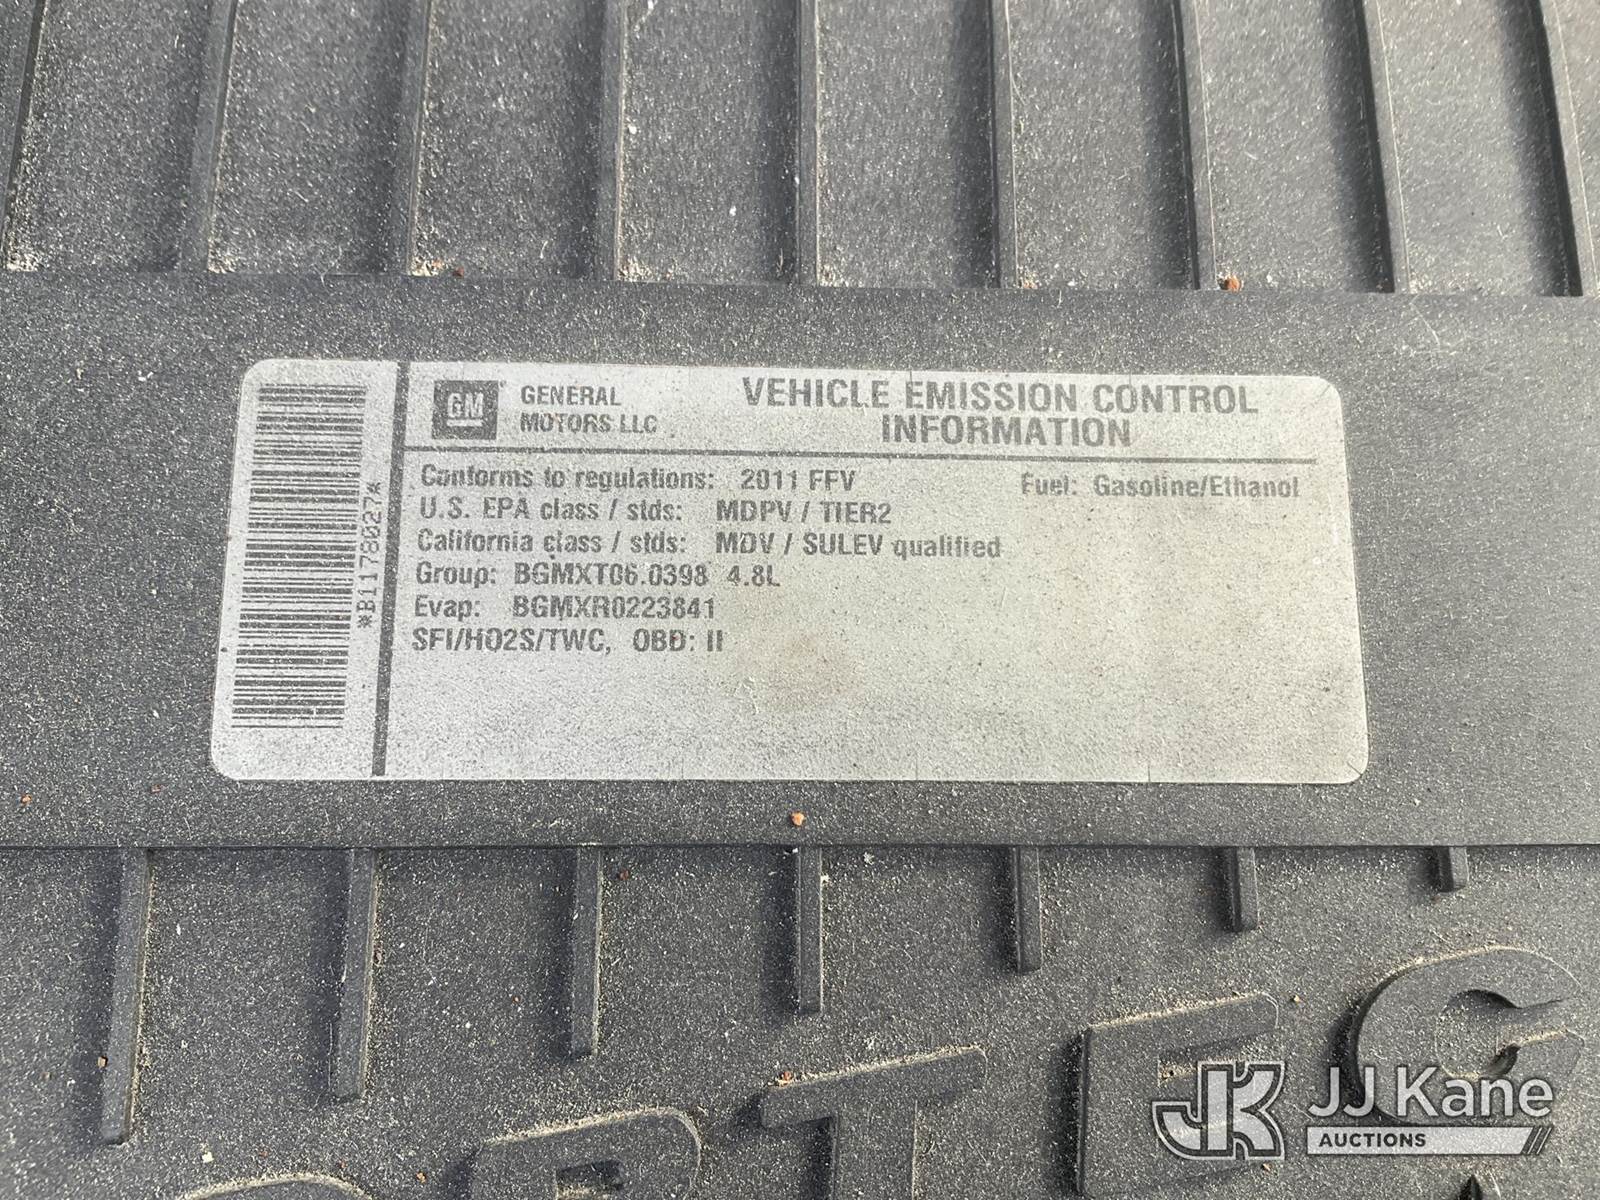 GM GENERAL MOTORS LLC
VEHICLE EMISSION CONTROL
INFORMATION
Conforms to regulations: 2011 FFV Fuel: Gasoline/Ethanol
U.S. EPA class / stds: MDPV / TIER2
California class / stds: MDV / SULEV qualified
Group: BGMXT06.0398 4.8L
Evap: BGMXR0223841
SFI/HO2S/TWC, OBD: II
*B1178027*
RTEC
JK JJ Kane
AUCTIONS